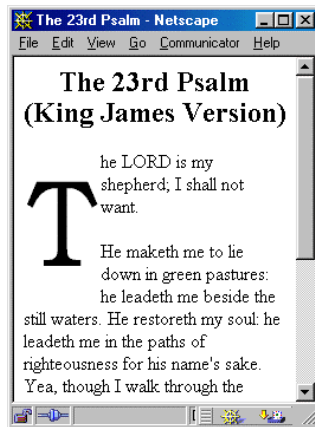 The 23rd Psalm - Netscape
File Edit View Go Communicator Help
The 23rd Psalm
(King James Version)
The LORD is my
shepherd; I shall not
want.
He maketh me to lie
down in green pastures:
he leadeth me beside the
still waters. He restoreth my soul: he
leadeth me in the paths of
righteousness for his name's sake.
Yea, though I walk through the